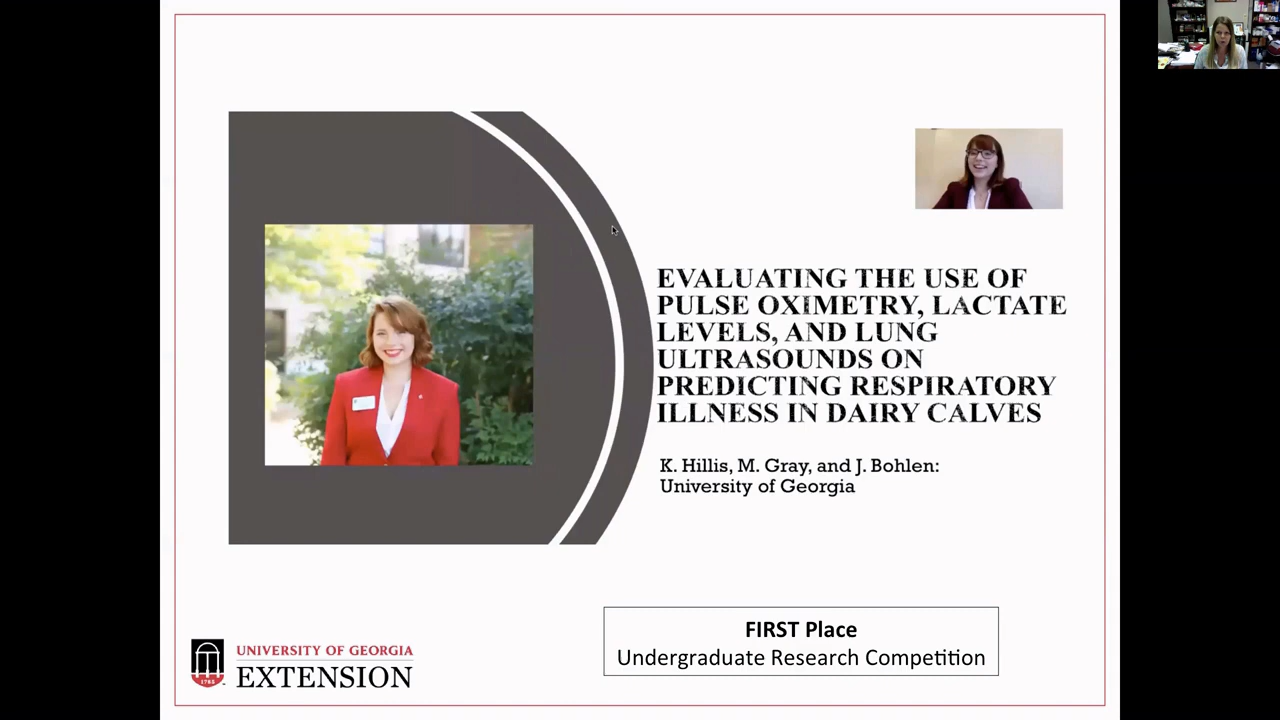 EVALUATING THE USE OF
PULSE OXIMETRY, LACTATE
LEVELS, AND LUNG
ULTRASOUNDS ON
PREDICTING RESPIRATORY
ILLNESS IN DAIRY CALVES
K. Hillis, M. Gray, and J. Bohlen:
University of Georgia
FIRST Place
Undergraduate Research Competition
1785
UNIVERSITY OF GEORGIA
EXTENSION